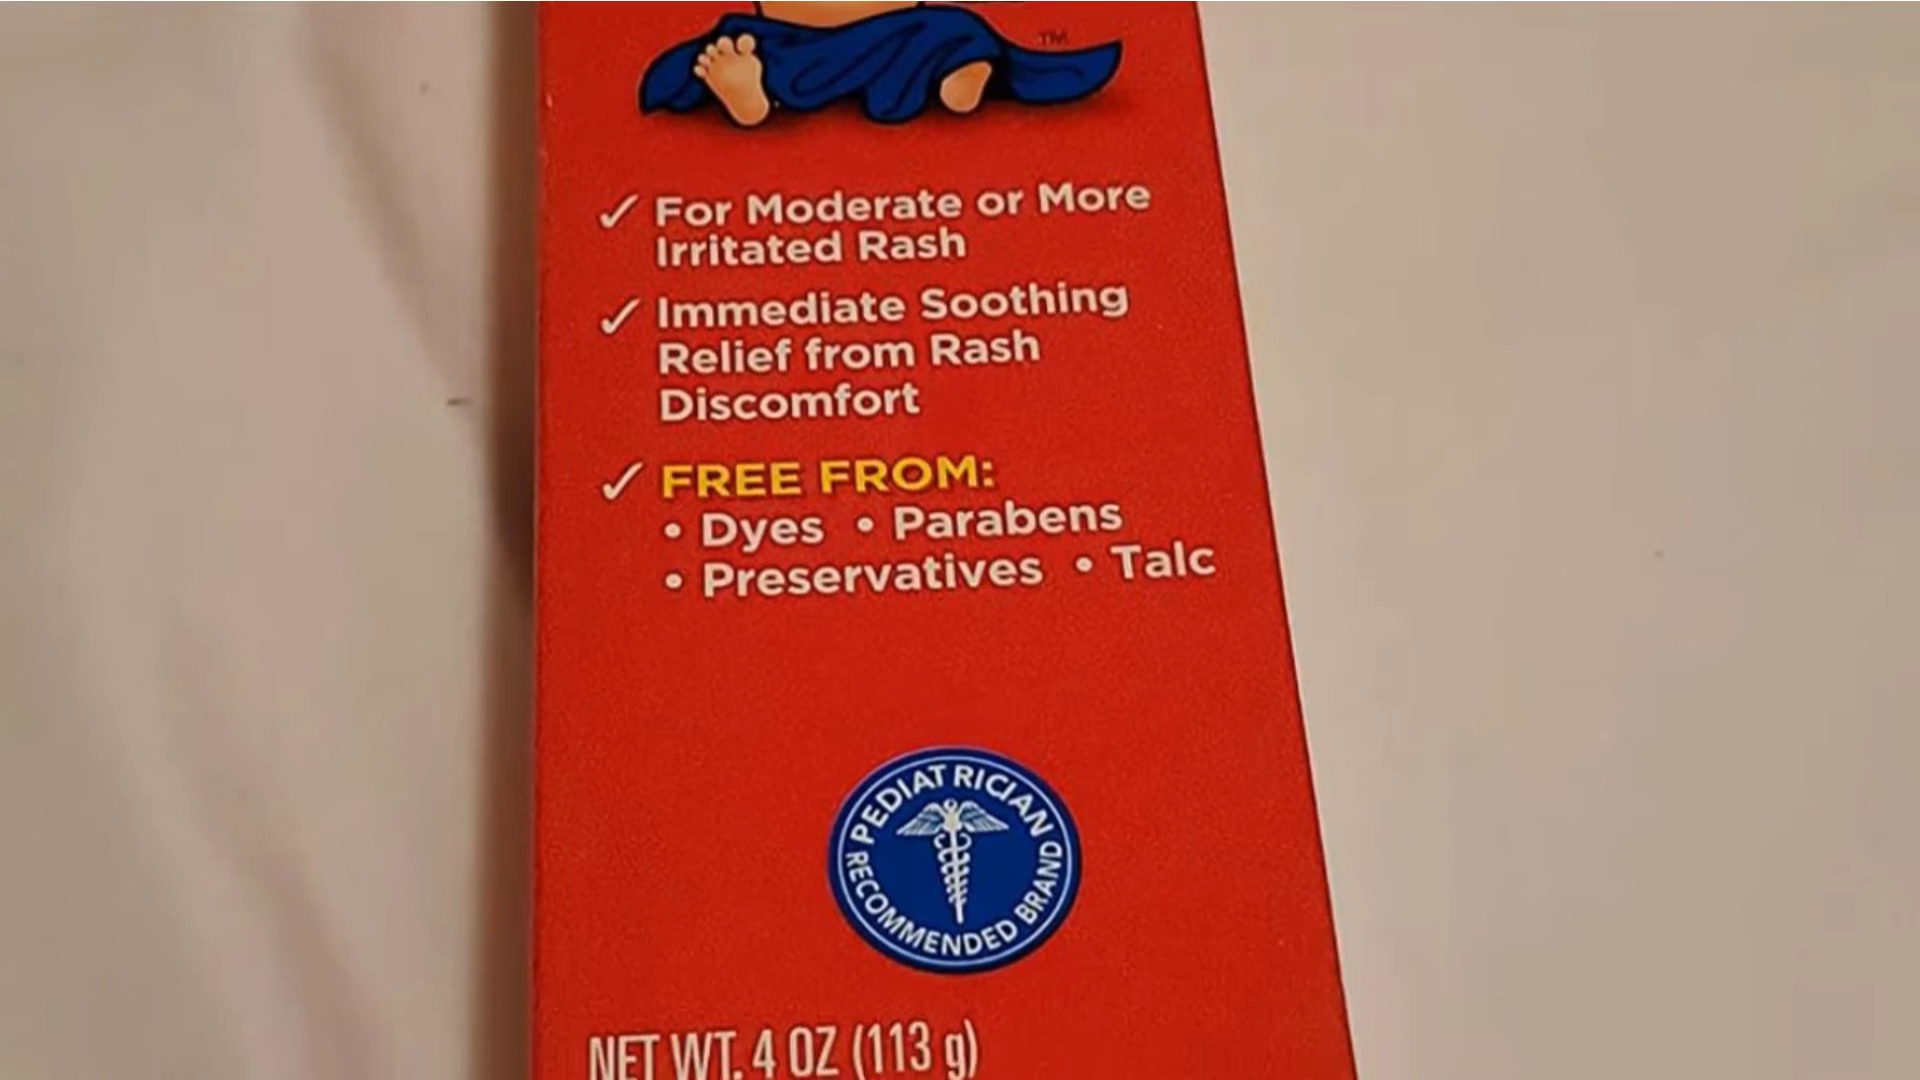 TM
✓ For Moderate or More
Irritated Rash
✓ Immediate Soothing
Relief from Rash
Discomfort
✓ FREE FROM:
• Dyes • Parabens
• Preservatives • Talc
PEDIATRICIAN
RECOMMENDED BRAND
NET WT. 4 OZ (113 g)